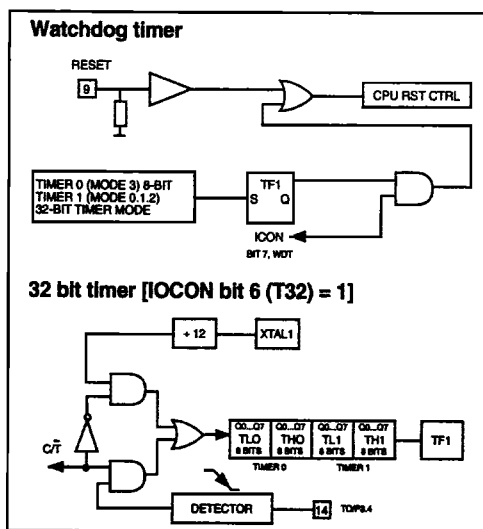 Watchdog timer
RESET
9
CPU RST CTRL
TIMER 0 (MODE 3) 8-BIT
TIMER 1 (MODE 0.1.2)
32-BIT TIMER MODE
TF1
S Q
ICON
BIT 7, WDT
32 bit timer [IOCON bit 6 (T32) = 1]
÷ 12
XTAL1
C/T̄
Q0...Q7 Q0...Q7 Q0...Q7 Q0...Q7
TLO THO TL1 TH1
8 BITS 8 BITS 8 BITS 8 BITS
TF1
TIMER 0 TIMER 1
DETECTOR
14
TO/P3.4